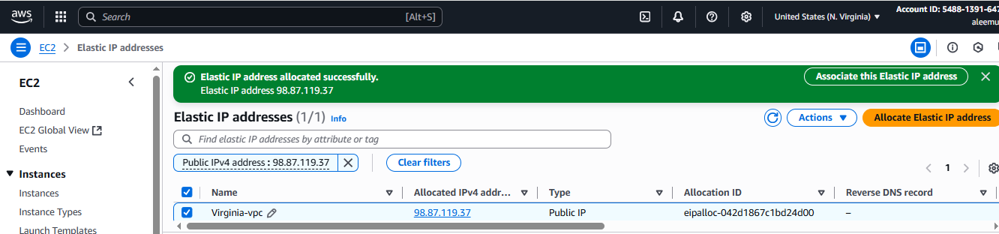 aws
Search [Alt+S]
United States (N. Virginia)
Account ID: 5488-1391-647
aleemu
EC2 > Elastic IP addresses
EC2
Dashboard
EC2 Global View
Events
Instances
Instances
Instance Types
Launch Templates
Elastic IP address allocated successfully.
Elastic IP address 98.87.119.37
Associate this Elastic IP address
Elastic IP addresses (1/1) Info
Actions
Allocate Elastic IP address
Find elastic IP addresses by attribute or tag
Public IPv4 address : 98.87.119.37
Clear filters
1
Name Allocated IPv4 addr... Type Allocation ID Reverse DNS record
Virginia-vpc 98.87.119.37 Public IP eipalloc-042d1867c1bd24d00 –